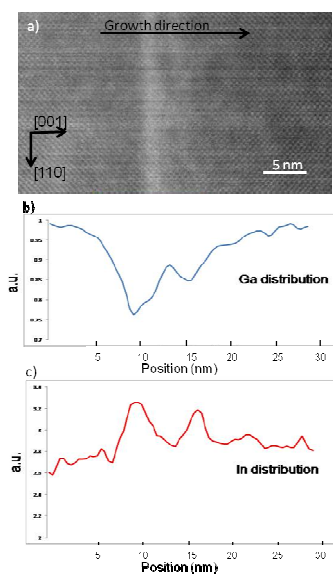 a)
Growth direction
[001]
[110]
5 nm
b)
1
0.95
0.9
0.85
0.8
0.75
0.7
a.u.
Ga distribution
5 10 15 20 25 30
Position (nm)
c)
a.u.
In distribution
5 10 15 20 25 30
Position (nm)